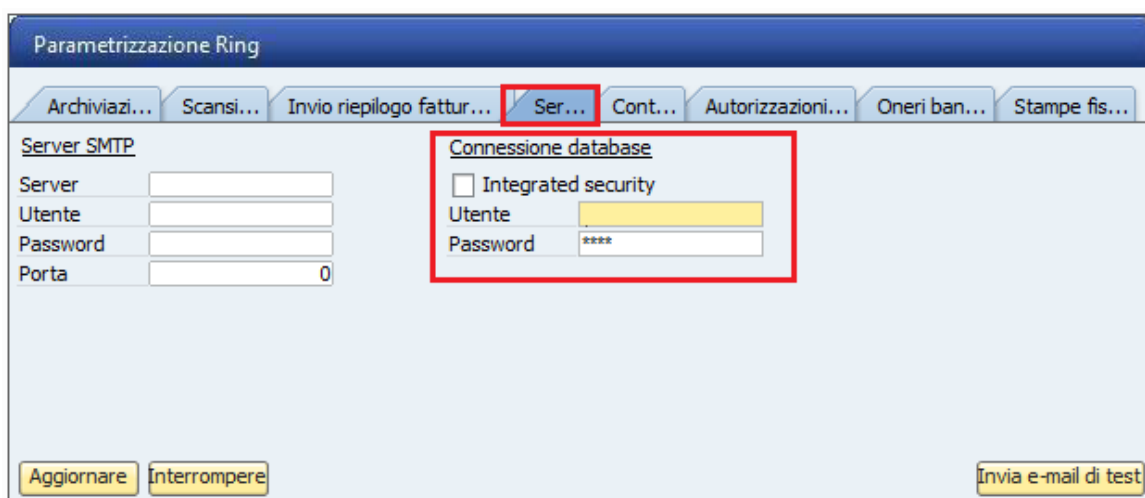 Parametrizzazione Ring
Archiviazi... Scansi... Invio riepilogo fattur... Ser... Cont... Autorizzazioni... Oneri ban... Stampe fis...
Server SMTP Connessione database
Server Integrated security
Utente Utente
Password Password ****
Porta 0
Aggiornare Interrompere Invia e-mail di test